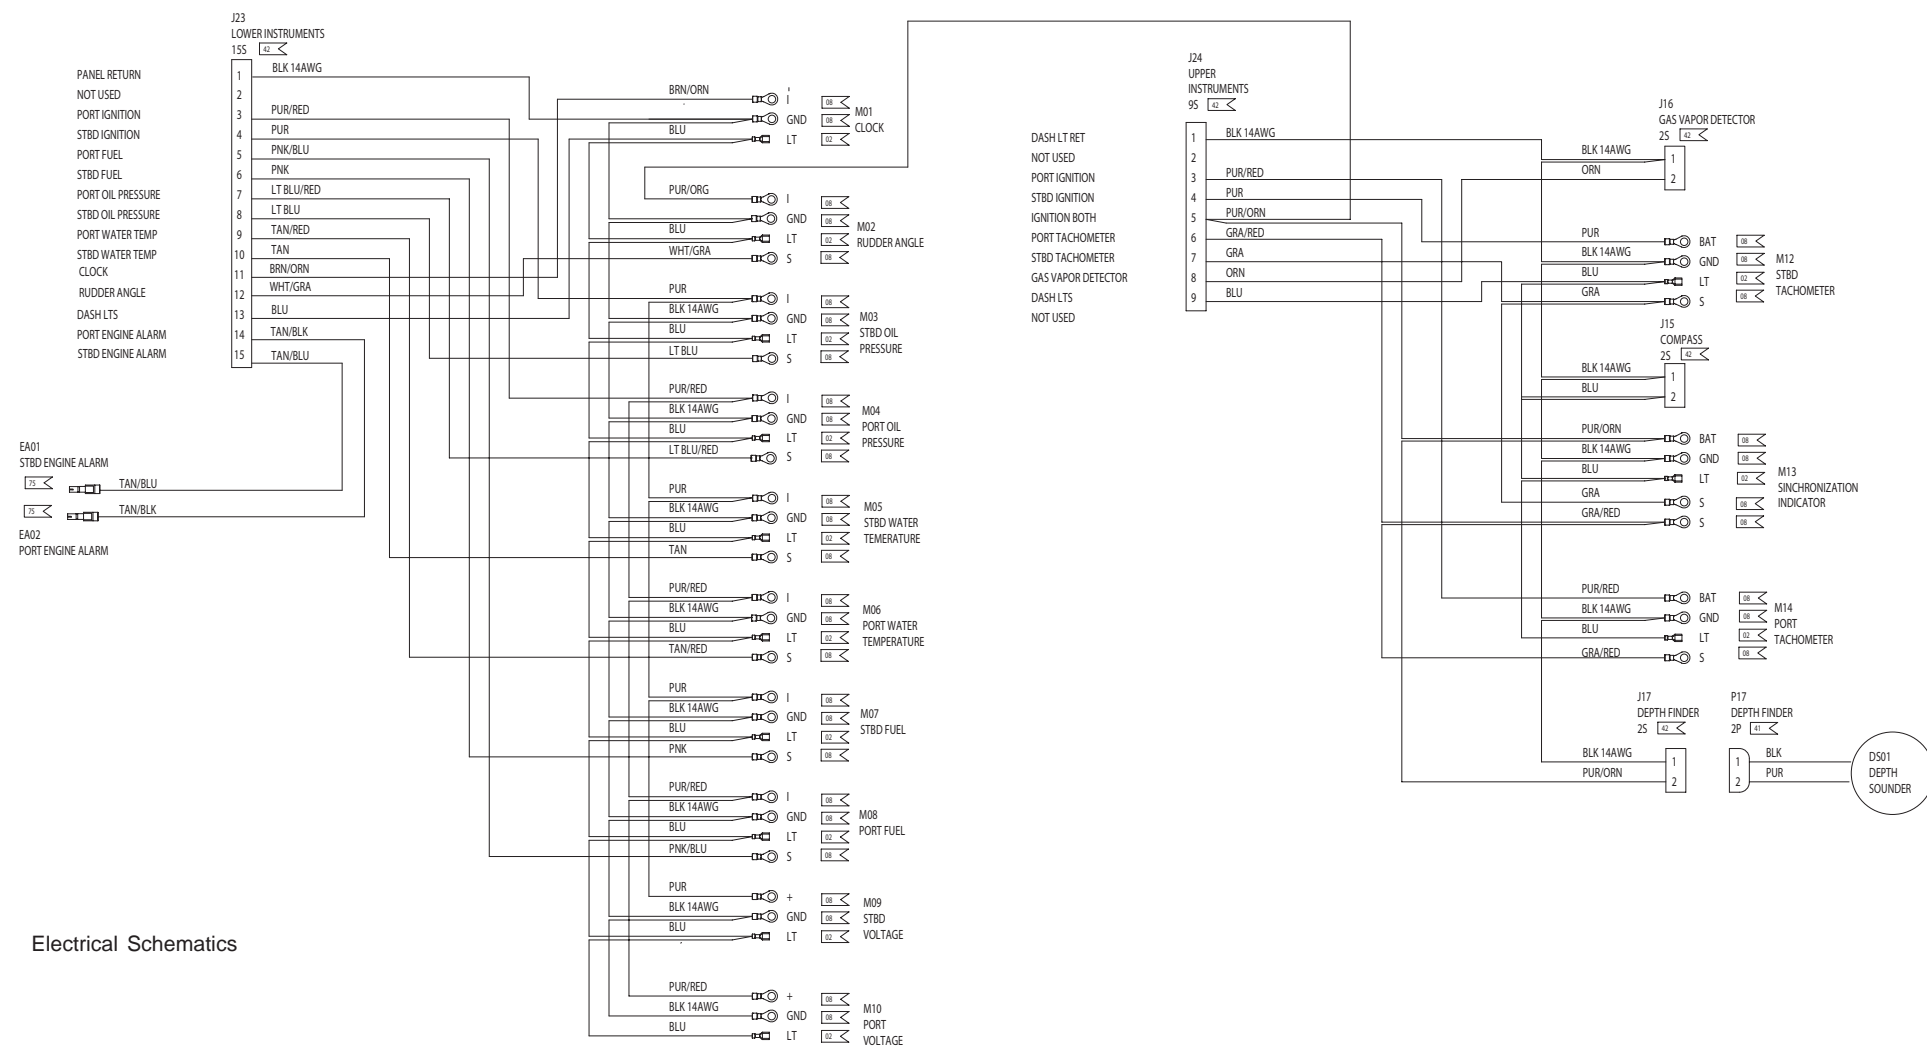 J23
LOWER INSTRUMENTS
15S 42
PANEL RETURN 1 BLK 14AWG
NOT USED 2
PORT IGNITION 3 PUR/RED
STBD IGNITION 4 PUR
PORT FUEL 5 PNK/BLU
STBD FUEL 6 PNK
PORT OIL PRESSURE 7 LT BLU/RED
STBD OIL PRESSURE 8 LT BLU
PORT WATER TEMP 9 TAN/RED
STBD WATER TEMP 10 TAN
CLOCK 11 BRN/ORN
RUDDER ANGLE 12 WHT/GRA
DASH LTS 13 BLU
PORT ENGINE ALARM 14 TAN/BLK
STBD ENGINE ALARM 15 TAN/BLU
EA01
STBD ENGINE ALARM
75 TAN/BLU
75 TAN/BLK
EA02
PORT ENGINE ALARM
BRN/ORN I 08
GND 08
BLU LT 02
M01
CLOCK
PUR/ORG I 08
GND 08
BLU LT 02
WHT/GRA S 08
M02
RUDDER ANGLE
PUR I 08
BLK 14AWG GND 08
BLU LT 02
LT BLU S 08
M03
STBD OIL
PRESSURE
PUR/RED I 08
BLK 14AWG GND 08
BLU LT 02
LT BLU/RED S 08
M04
PORT OIL
PRESSURE
PUR I 08
BLK 14AWG GND 08
BLU LT 02
TAN S 08
M05
STBD WATER
TEMERATURE
PUR/RED I 08
BLK 14AWG GND 08
BLU LT 02
TAN/RED S 08
M06
PORT WATER
TEMPERATURE
PUR I 08
BLK 14AWG GND 08
BLU LT 02
PNK S 08
M07
STBD FUEL
PUR/RED I 08
BLK 14AWG GND 08
BLU LT 02
PNK/BLU S 08
M08
PORT FUEL
PUR + 08
BLK 14AWG GND 08
BLU LT 02
M09
STBD
VOLTAGE
PUR/RED + 08
BLK 14AWG GND 08
BLU LT 02
M10
PORT
VOLTAGE
J24
UPPER
INSTRUMENTS
9S 42
DASH LT RET 1 BLK 14AWG
NOT USED 2
PORT IGNITION 3 PUR/RED
STBD IGNITION 4 PUR
IGNITION BOTH 5 PUR/ORN
PORT TACHOMETER 6 GRA/RED
STBD TACHOMETER 7 GRA
GAS VAPOR DETECTOR 8 ORN
DASH LTS 9 BLU
NOT USED
J16
GAS VAPOR DETECTOR
2S 42
BLK 14AWG 1
ORN 2
PUR BAT 08
BLK 14AWG GND 08
BLU LT 02
GRA S 08
M12
STBD
TACHOMETER
J15
COMPASS
2S 42
BLK 14AWG 1
BLU 2
PUR/ORN BAT 08
BLK 14AWG GND 08
BLU LT 02
GRA S 08
GRA/RED S 08
M13
SINCHRONIZATION
INDICATOR
PUR/RED BAT 08
BLK 14AWG GND 08
BLU LT 02
GRA/RED S 08
M14
PORT
TACHOMETER
J17
DEPTH FINDER
2S 42
BLK 14AWG 1
PUR/ORN 2
P17
DEPTH FINDER
2P 41
1 BLK
2 PUR
DS01
DEPTH
SOUNDER
Electrical Schematics